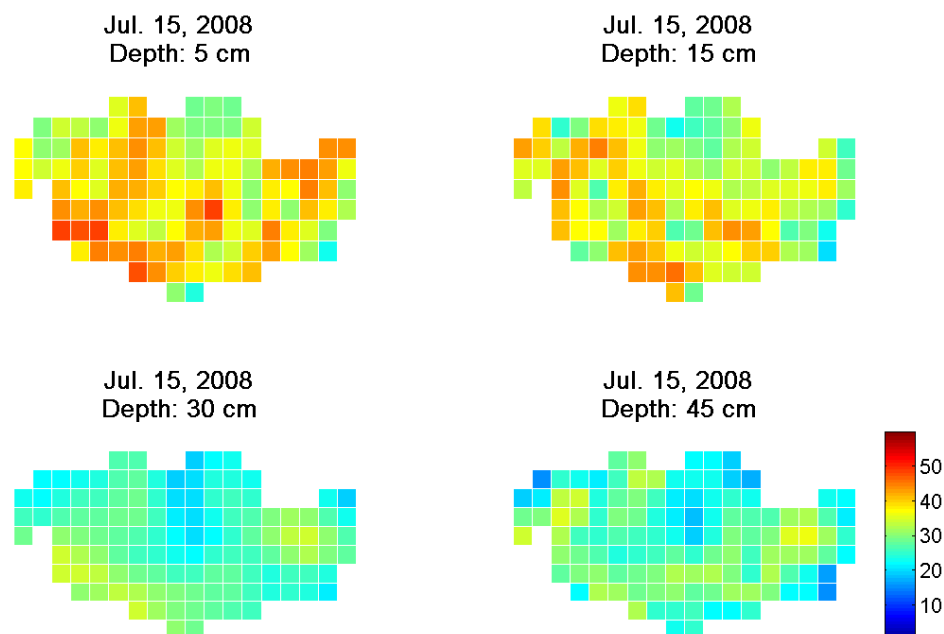 Jul. 15, 2008
Depth: 5 cm
Jul. 15, 2008
Depth: 15 cm
Jul. 15, 2008
Depth: 30 cm
Jul. 15, 2008
Depth: 45 cm
60
50
40
30
20
10